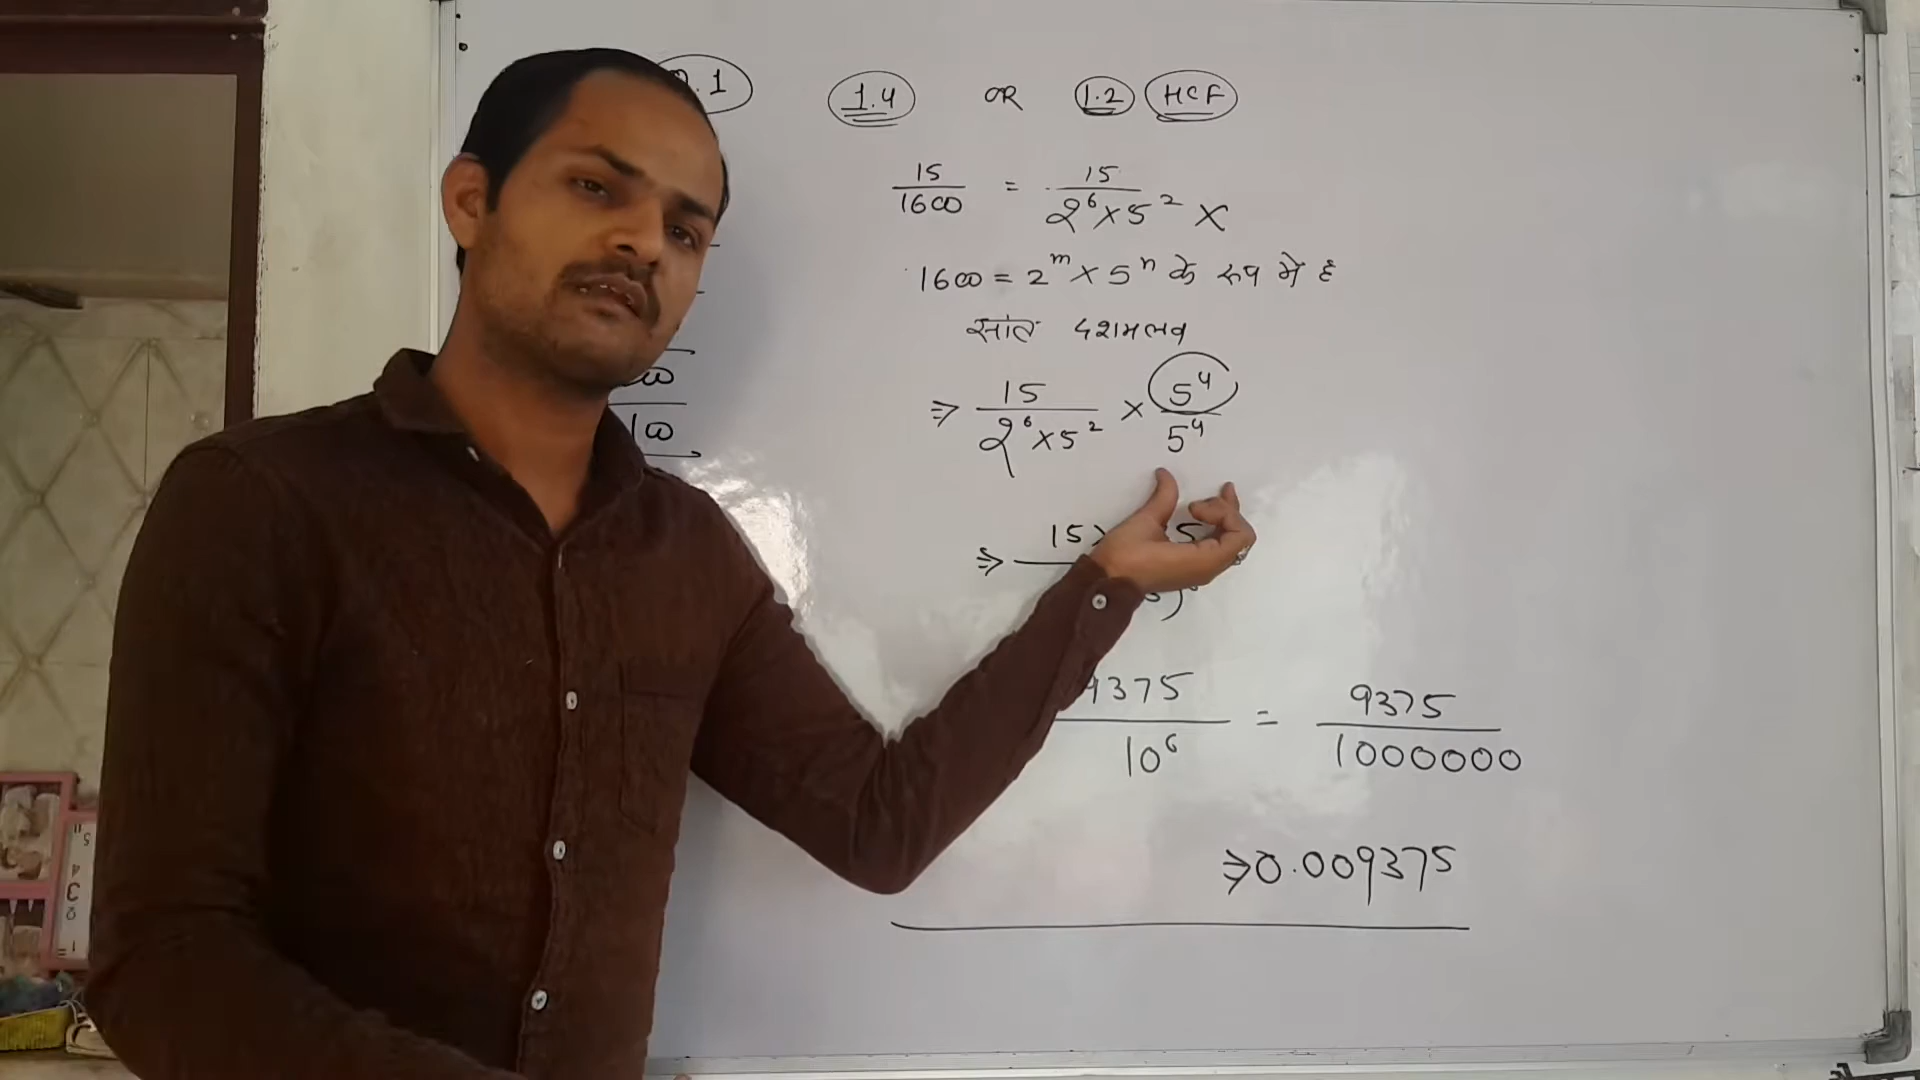 .1 1.4 OR 1.2 HCF
15/1600 = 15/2⁶×5² ×
1600 = 2ᵐ × 5ⁿ के रूप में है
सांत दशमलव
⇒ 15/2⁶×5² × 5⁴/5⁴
⇒ 15×
9375/10⁶ = 9375/1000000
⇒ 0.009375